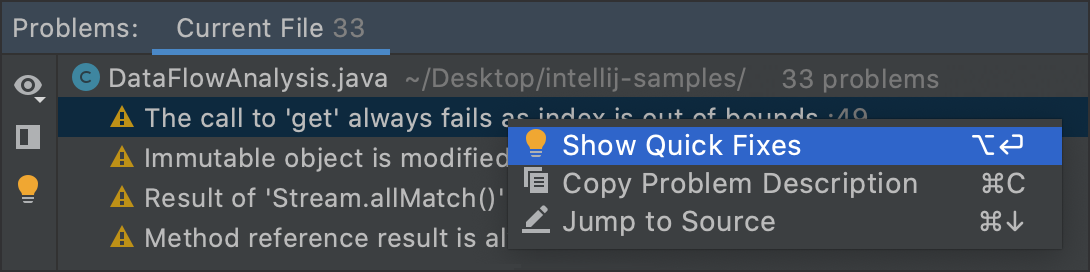 Problems: Current File 33
DataFlowAnalysis.java ~/Desktop/intellij-samples/ 33 problems
The call to 'get' always fails as index is out of bounds :49
Show Quick Fixes ⌥⏎
Immutable object is modified
Copy Problem Description ⌘C
Result of 'Stream.allMatch()'
Jump to Source ⌘↓
Method reference result is al